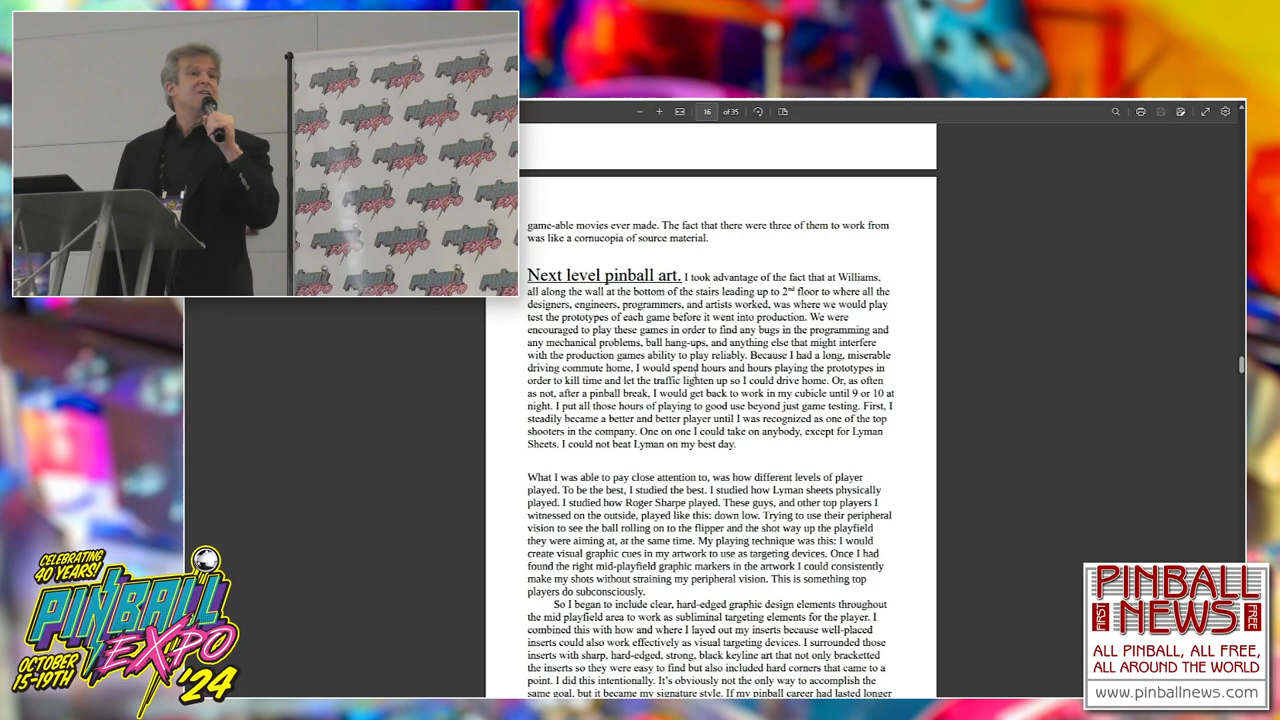 PINBALL EXPO
16 of 35
game-able movies ever made. The fact that there were three of them to work from
was like a cornucopia of source material.
Next level pinball art. I took advantage of the fact that at Williams,
all along the wall at the bottom of the stairs leading up to 2nd floor to where all the
designers, engineers, programmers, and artists worked, was where we would play
test the prototypes of each game before it went into production. We were
encouraged to play these games in order to find any bugs in the programming and
any mechanical problems, ball hang-ups, and anything else that might interfere
with the production games ability to play reliably. Because I had a long, miserable
driving commute home, I would spend hours and hours playing the prototypes in
order to kill time and let the traffic lighten up so I could drive home. Or, as often
as not, after a pinball break, I would get back to work in my cubicle until 9 or 10 at
night. I put all those hours of playing to good use beyond just game testing. First, I
steadily became a better and better player until I was recognized as one of the top
shooters in the company. One on one I could take on anybody, except for Lyman
Sheets. I could not beat Lyman on my best day.
What I was able to pay close attention to, was how different levels of player
played. To be the best, I studied the best. I studied how Lyman sheets physically
played. I studied how Roger Sharpe played. These guys, and other top players I
witnessed on the outside, played like this: down low. Trying to use their peripheral
vision to see the ball rolling on to the flipper and the shot way up the playfield
they were aiming at, at the same time. My playing technique was this: I would
create visual graphic cues in my artwork to use as targeting devices. Once I had
found the right mid-playfield graphic markers in the artwork I could consistently
make my shots without straining my peripheral vision. This is something top
players do subconsciously.
So I began to include clear, hard-edged graphic design elements throughout
the mid playfield area to work as subliminal targeting elements for the player. I
combined this with how and where I layed out my inserts because well-placed
inserts could also work effectively as visual targeting devices. I surrounded those
inserts with sharp, hard-edged, strong, black keyline art that not only bracketted
the inserts so they were easy to find but also included hard corners that came to a
point. I did this intentionally. It's obviously not the only way to accomplish the
same goal, but it became my signature style. If my pinball career had lasted longer
CELEBRATING
40 YEARS!
PINBALL
EXPO
OCTOBER
15-19TH
'24
PINBALL
FIRST NEWS FREE
ALL PINBALL, ALL FREE,
ALL AROUND THE WORLD
www.pinballnews.com